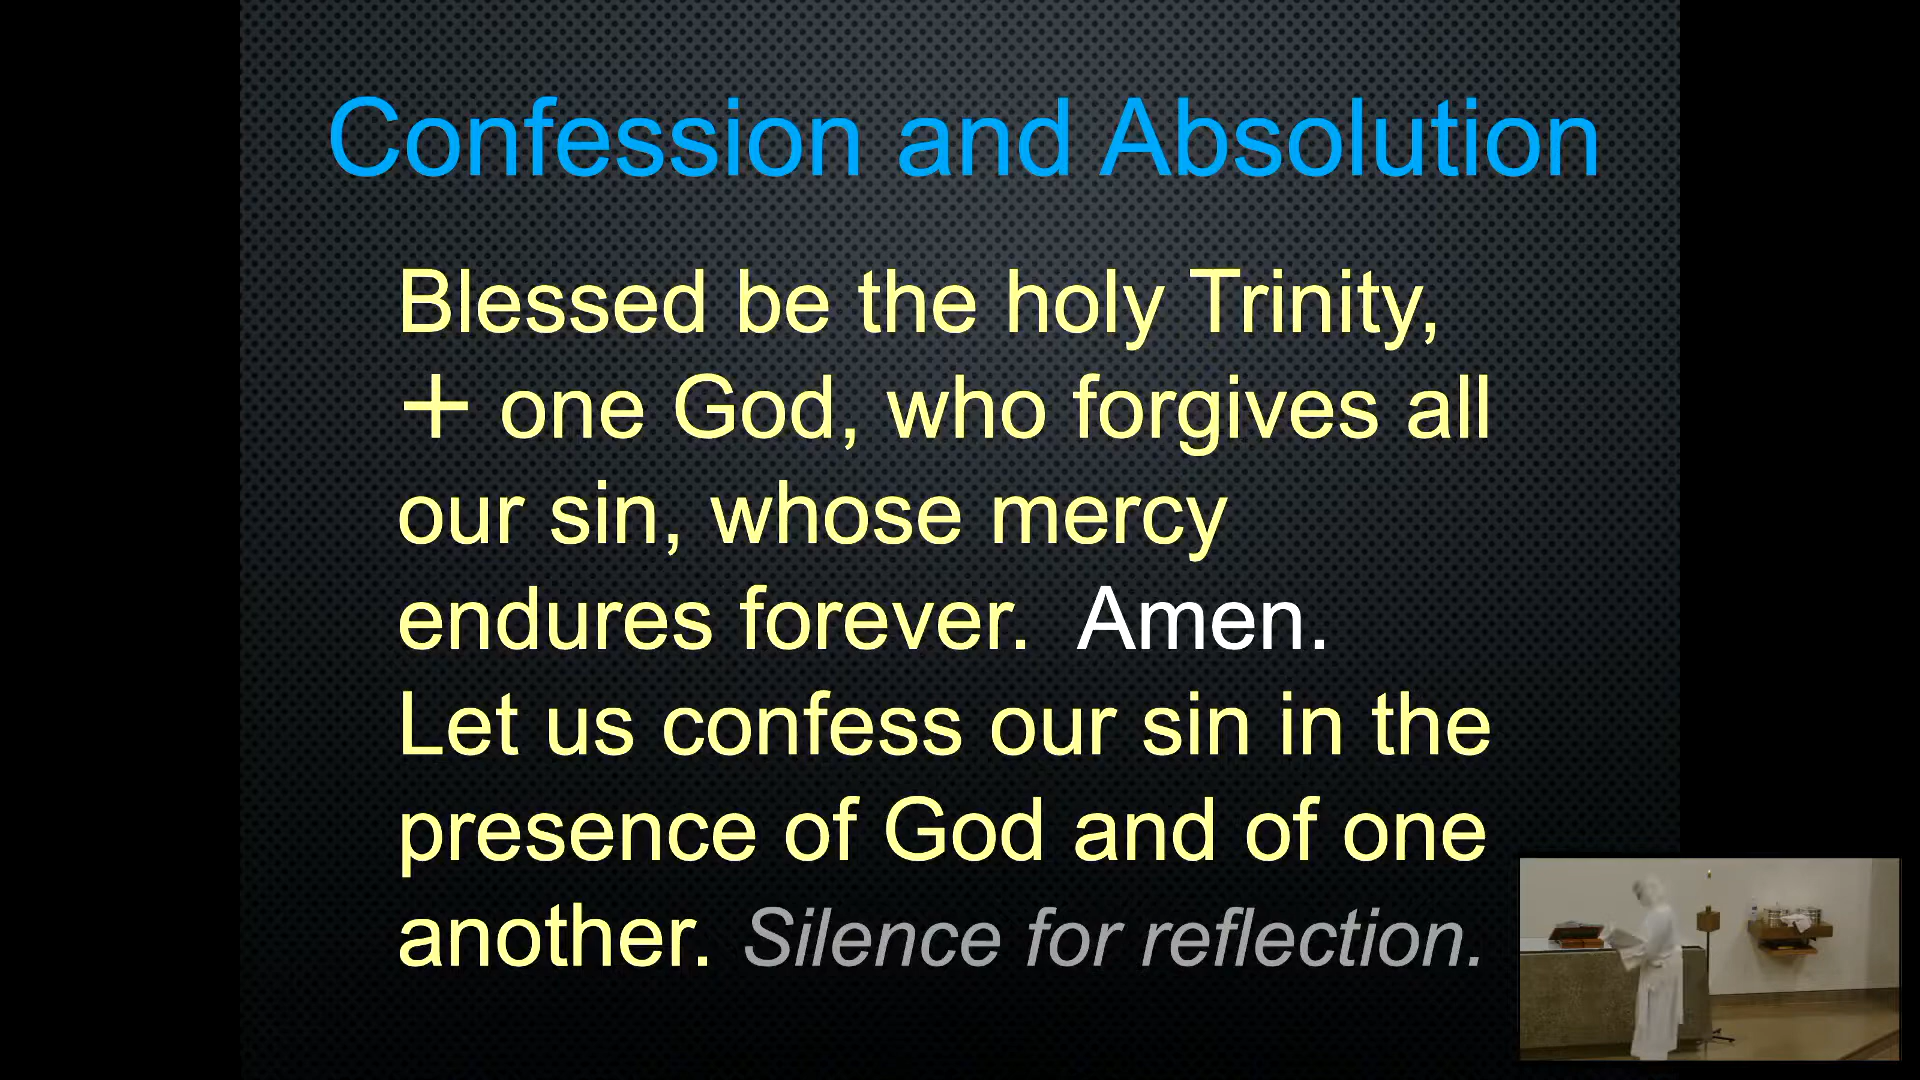 Confession and Absolution
Blessed be the holy Trinity,
+ one God, who forgives all
our sin, whose mercy
endures forever.  Amen.
Let us confess our sin in the
presence of God and of one
another. Silence for reflection.